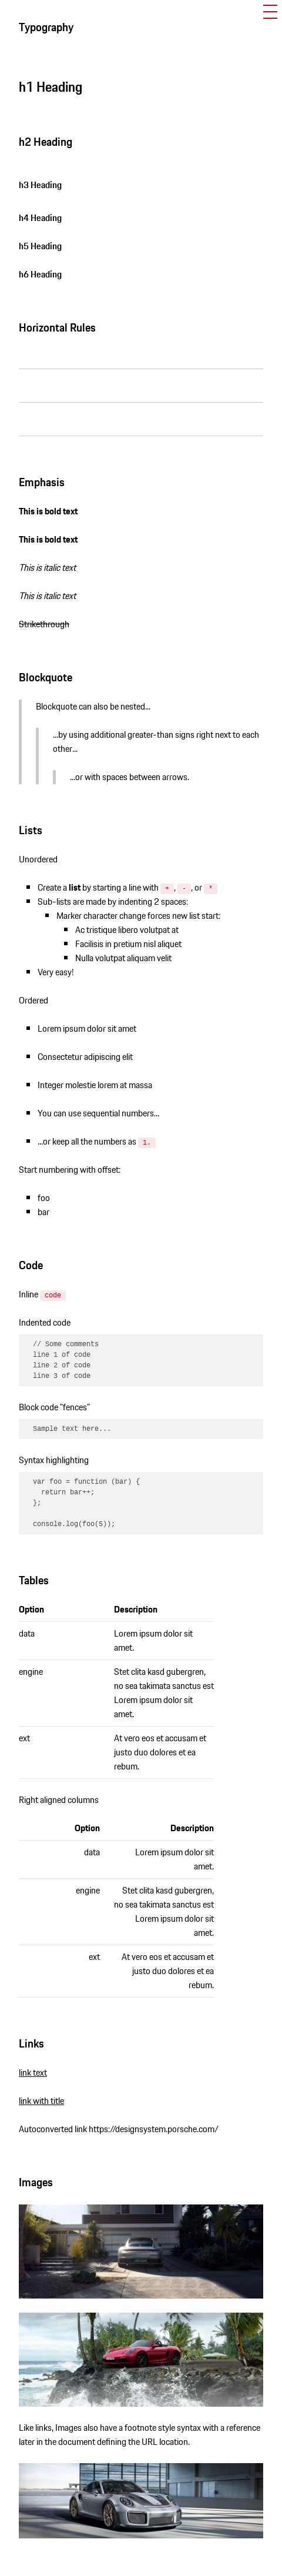 Typography
h1 Heading
h2 Heading
h3 Heading
h4 Heading
h5 Heading
h6 Heading
Horizontal Rules
Emphasis
This is bold text
This is bold text
This is italic text
This is italic text
Strikethrough
Blockquote
Blockquote can also be nested...
...by using additional greater-than signs right next to each
other...
...or with spaces between arrows.
Lists
Unordered
Create a list by starting a line with + , - , or *
Sub-lists are made by indenting 2 spaces:
Marker character change forces new list start:
Ac tristique libero volutpat at
Facilisis in pretium nisl aliquet
Nulla volutpat aliquam velit
Very easy!
Ordered
Lorem ipsum dolor sit amet
Consectetur adipiscing elit
Integer molestie lorem at massa
You can use sequential numbers...
...or keep all the numbers as 1.
Start numbering with offset:
foo
bar
Code
Inline code
Indented code
// Some comments
line 1 of code
line 2 of code
line 3 of code
Block code "fences"
Sample text here...
Syntax highlighting
var foo = function (bar) {
return bar++;
};
console.log(foo(5));
Tables
Option Description
data Lorem ipsum dolor sit
amet.
engine Stet clita kasd gubergren,
no sea takimata sanctus est
Lorem ipsum dolor sit
amet.
ext At vero eos et accusam et
justo duo dolores et ea
rebum.
Right aligned columns
Option Description
data Lorem ipsum dolor sit
amet.
engine Stet clita kasd gubergren,
no sea takimata sanctus est
Lorem ipsum dolor sit
amet.
ext At vero eos et accusam et
justo duo dolores et ea
rebum.
Links
link text
link with title
Autoconverted link https://designsystem.porsche.com/
Images
Like links, Images also have a footnote style syntax with a reference
later in the document defining the URL location.